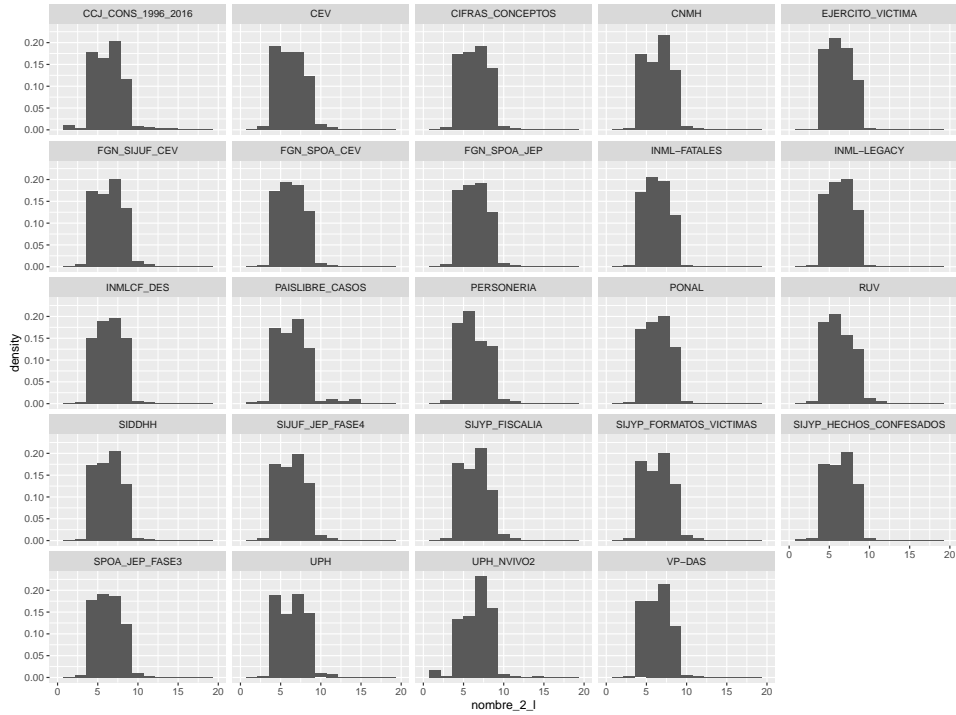 CCJ_CONS_1996_2016 CEV CIFRAS_CONCEPTOS CNMH EJERCITO_VICTIMA
0.20
0.15
0.10
0.05
0.00
FGN_SIJUF_CEV FGN_SPOA_CEV FGN_SPOA_JEP INML−FATALES INML−LEGACY
0.20
0.15
0.10
0.05
0.00
INMLCF_DES PAISLIBRE_CASOS PERSONERIA PONAL RUV
0.20
0.15
0.10
0.05
0.00
density
SIDDHH SIJUF_JEP_FASE4 SIJYP_FISCALIA SIJYP_FORMATOS_VICTIMAS SIJYP_HECHOS_CONFESADOS
0.20
0.15
0.10
0.05
0.00
0 5 10 15 20
SPOA_JEP_FASE3 UPH UPH_NVIVO2 VP−DAS
0.20
0.15
0.10
0.05
0.00
0 5 10 15 20 0 5 10 15 20 0 5 10 15 20 0 5 10 15 20
nombre_2_l